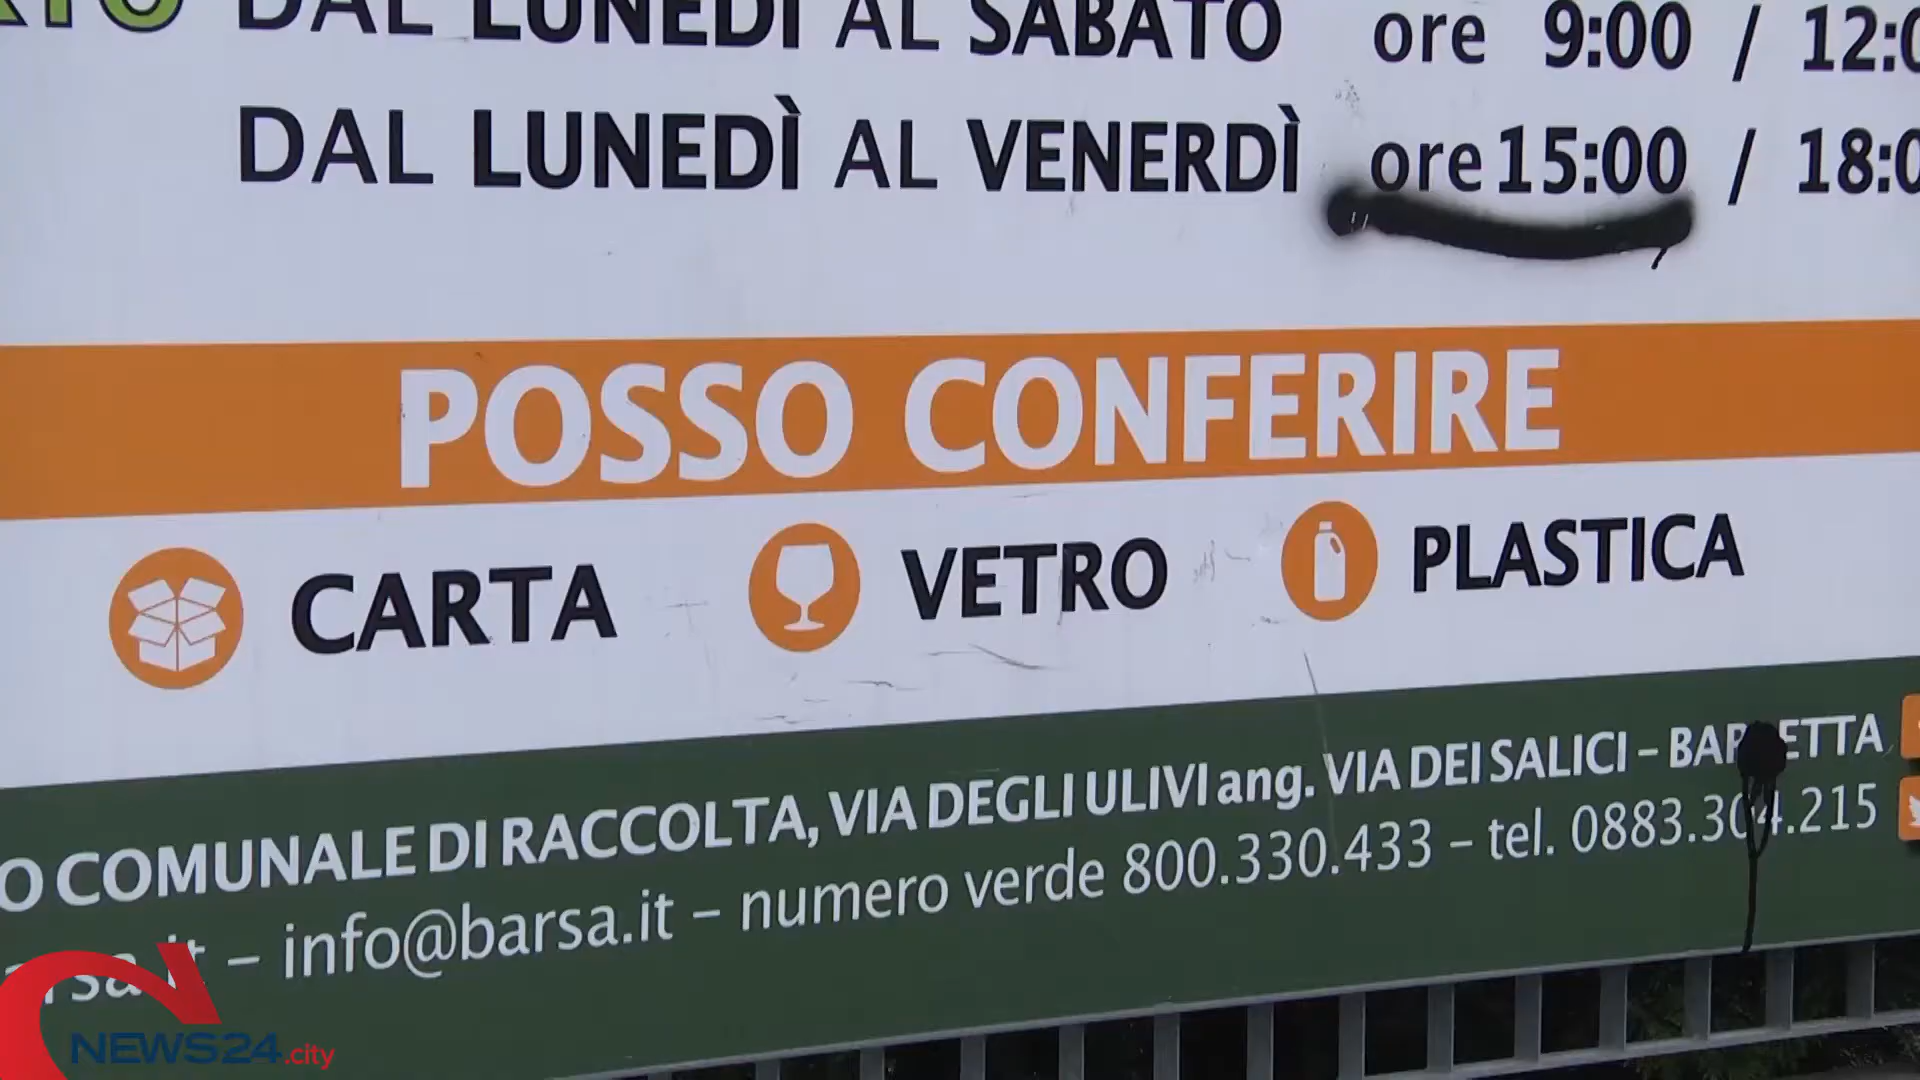 DAL LUNEDÌ AL SABATO ore 9:00 / 12:0
DAL LUNEDÌ AL VENERDÌ ore 15:00 / 18:0
POSSO CONFERIRE
CARTA VETRO PLASTICA
O COMUNALE DI RACCOLTA, VIA DEGLI ULIVI ang. VIA DEI SALICI – BARLETTA
arsa.it – info@barsa.it – numero verde 800.330.433 – tel. 0883.304.215
NEWS24.city